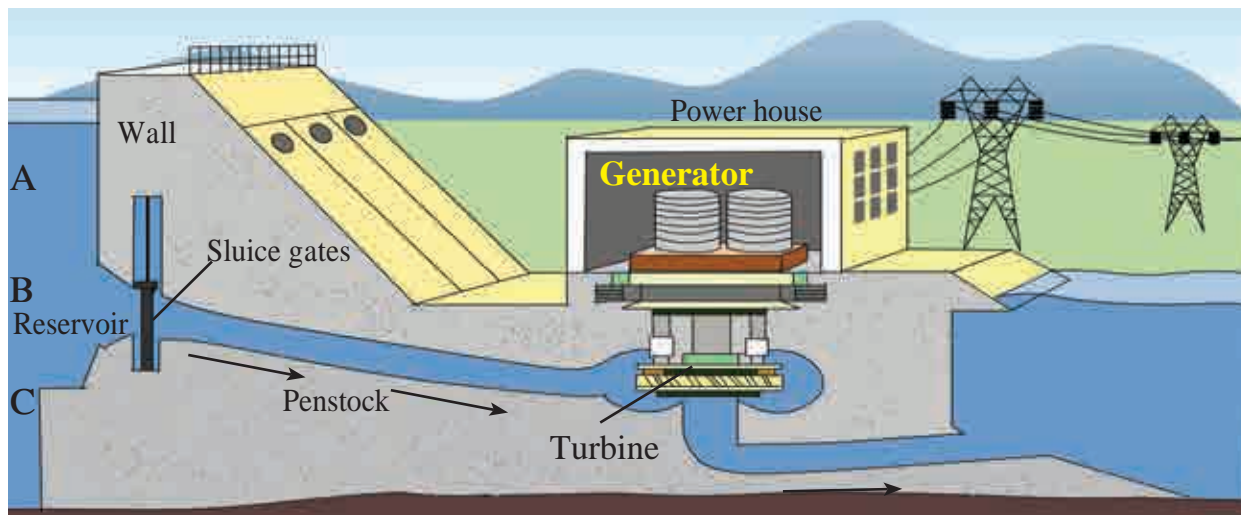 Power house
Wall
Generator
A
Sluice gates
B
Reservoir
C
Penstock
Turbine